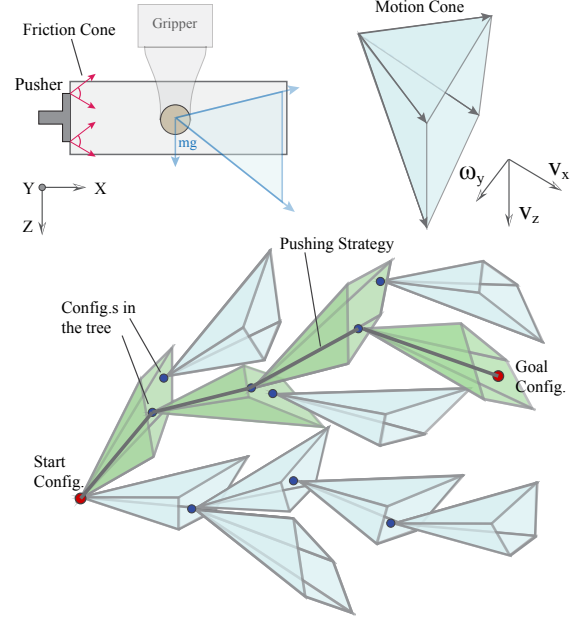 Gripper
Motion Cone
Friction Cone
Pusher
mg
Y
X
Z
ω_y
v_x
v_z
Pushing Strategy
Config.s in
the tree
Goal
Config.
Start
Config.